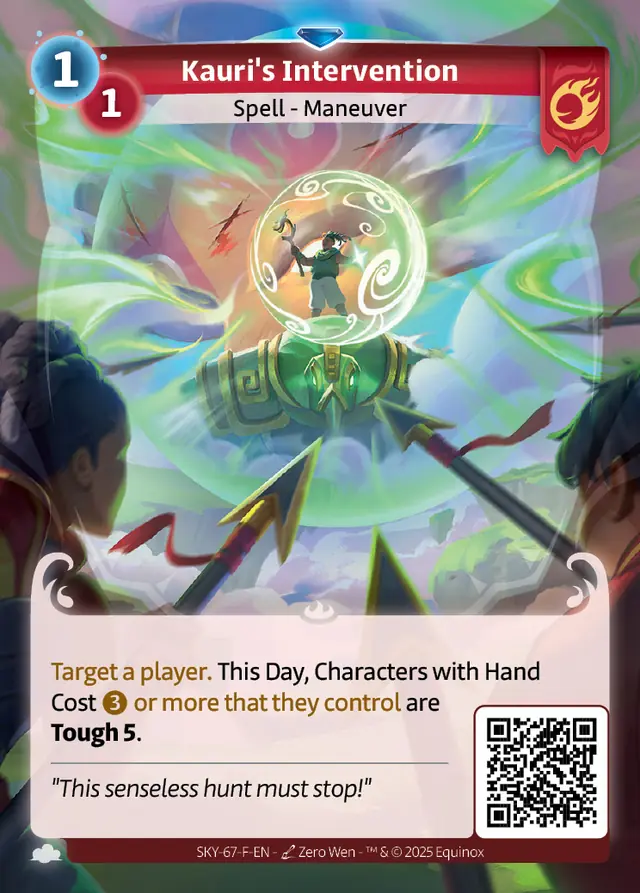 1
1
Kauri's Intervention
Spell - Maneuver
Target a player. This Day, Characters with Hand
Cost 3 or more that they control are
Tough 5.
"This senseless hunt must stop!"
SKY-67-F-EN - Zero Wen - ™ & © 2025 Equinox